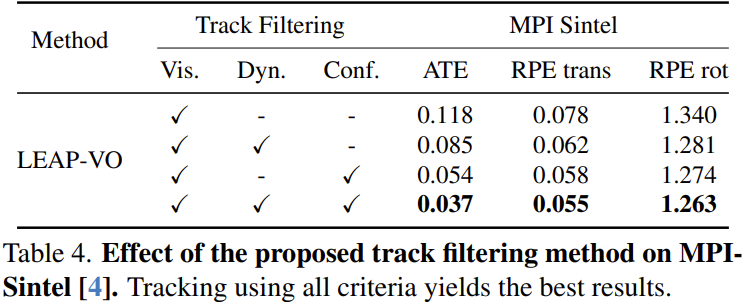 Method Track Filtering MPI Sintel
Vis. Dyn. Conf. ATE RPE trans RPE rot
LEAP-VO
✓ - - 0.118 0.078 1.340
✓ ✓ - 0.085 0.062 1.281
✓ - ✓ 0.054 0.058 1.274
✓ ✓ ✓ 0.037 0.055 1.263
Table 4. Effect of the proposed track filtering method on MPI-
Sintel [4]. Tracking using all criteria yields the best results.